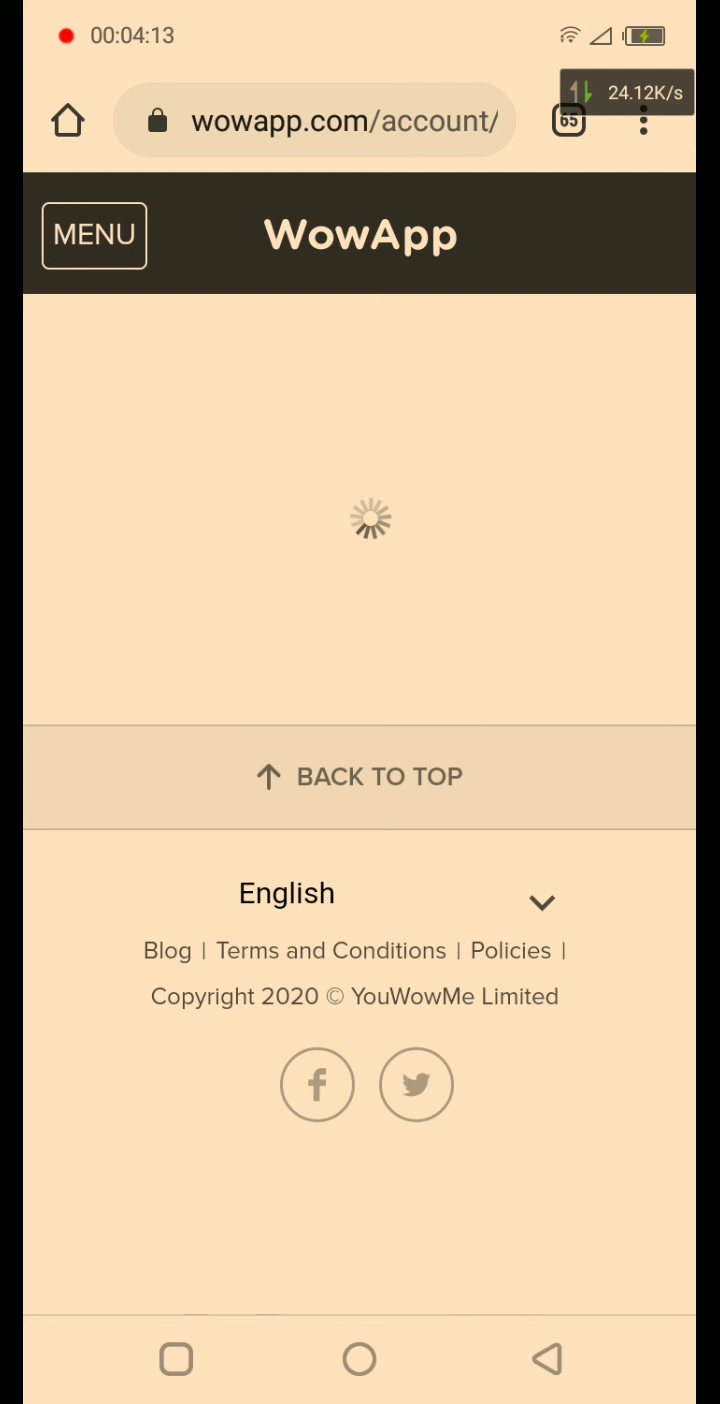 00:04:13
24.12K/s
wowapp.com/account/
65
MENU
WowApp
BACK TO TOP
English
Blog | Terms and Conditions | Policies |
Copyright 2020 © YouWowMe Limited